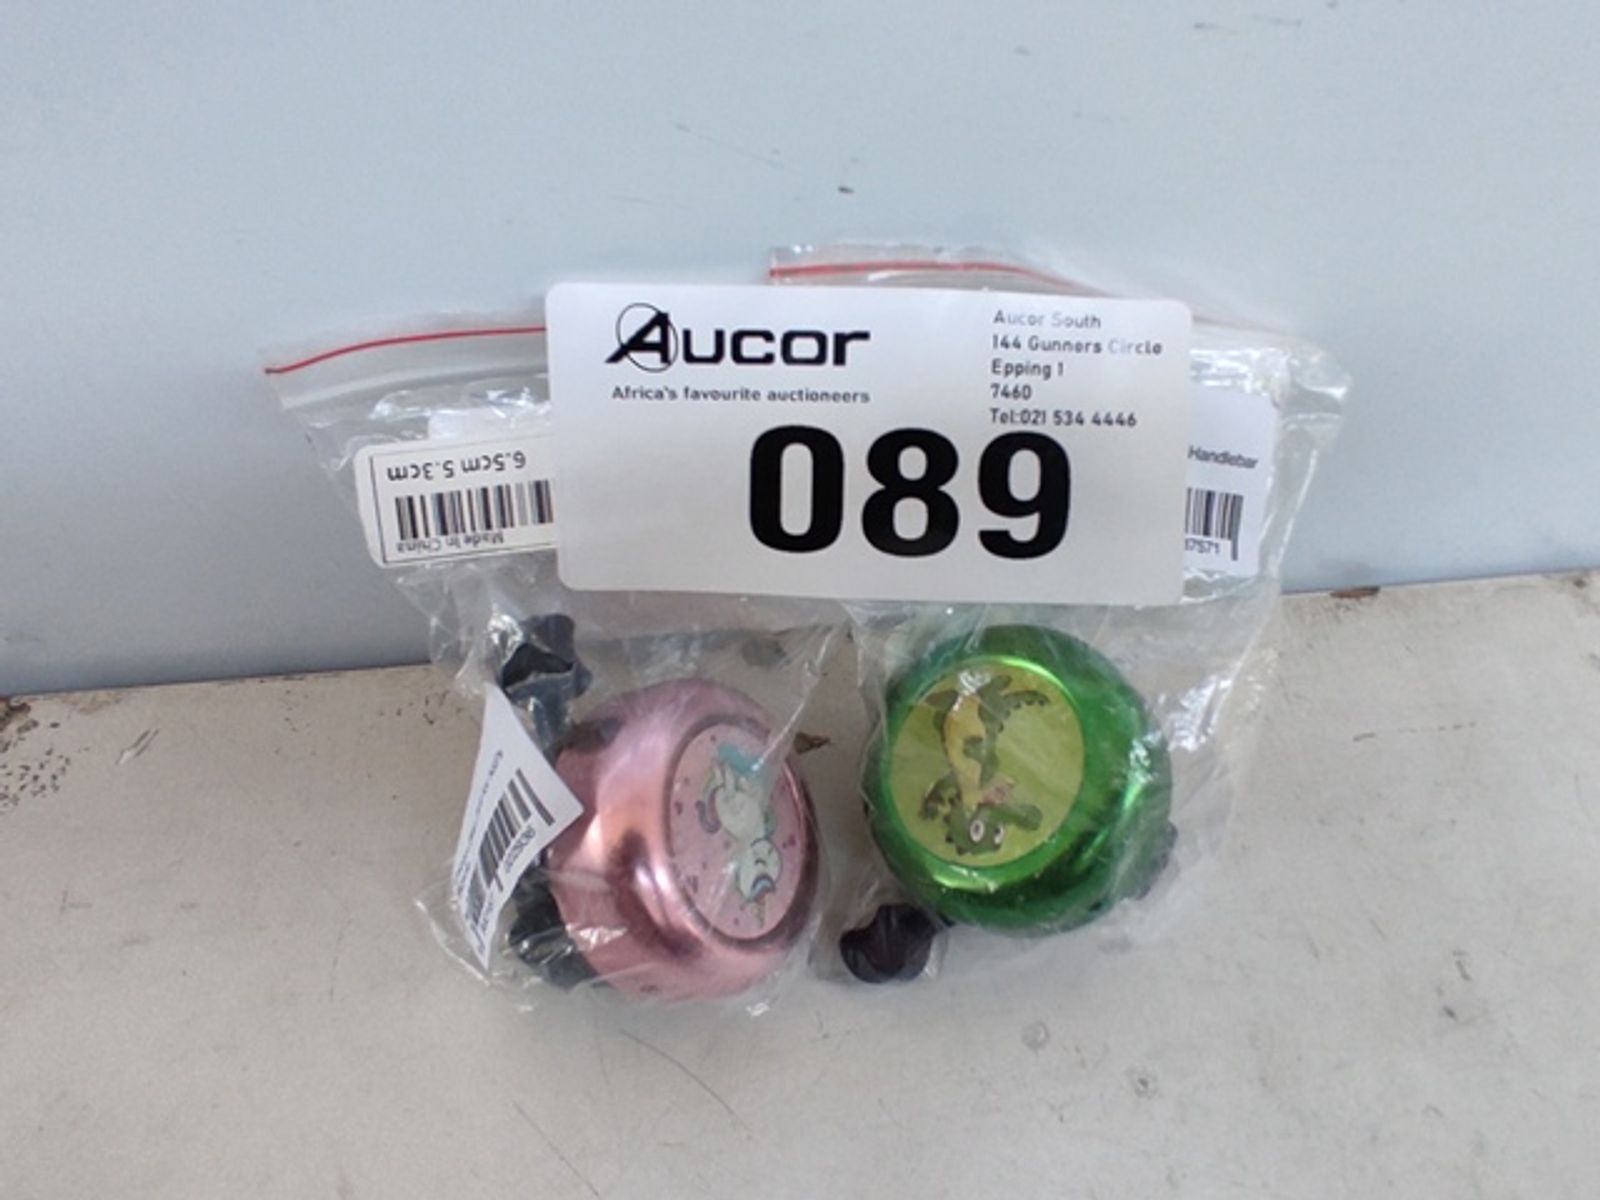 Aucor
Africa's favourite auctioneers
Aucor South
144 Gunners Circle
Epping 1
7460
Tel:021 534 4446
089
6.5cm 5.3cm
Made In China
Handlebar